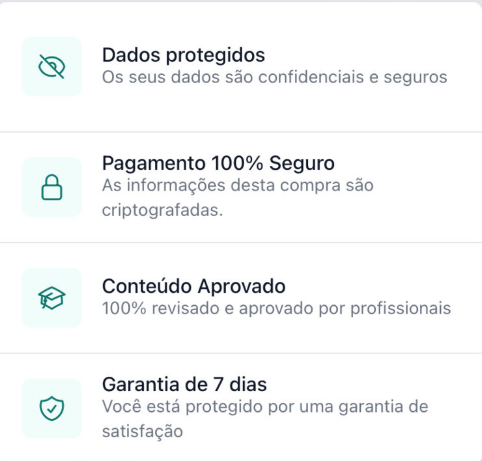 Dados protegidos
Os seus dados são confidenciais e seguros
Pagamento 100% Seguro
As informações desta compra são
criptografadas.
Conteúdo Aprovado
100% revisado e aprovado por profissionais
Garantia de 7 dias
Você está protegido por uma garantia de
satisfação